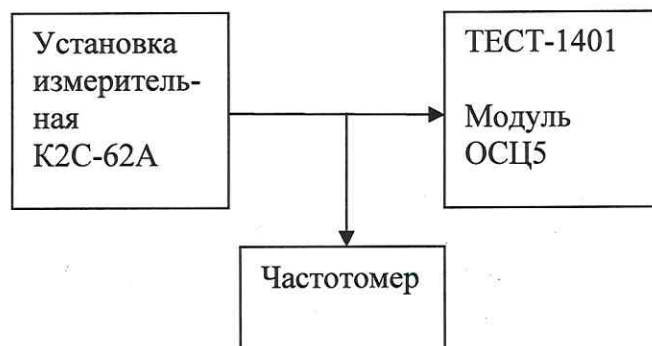 Установка
измеритель-
ная
К2С-62А
ТЕСТ-1401
Модуль
ОСЦ5
Частотомер